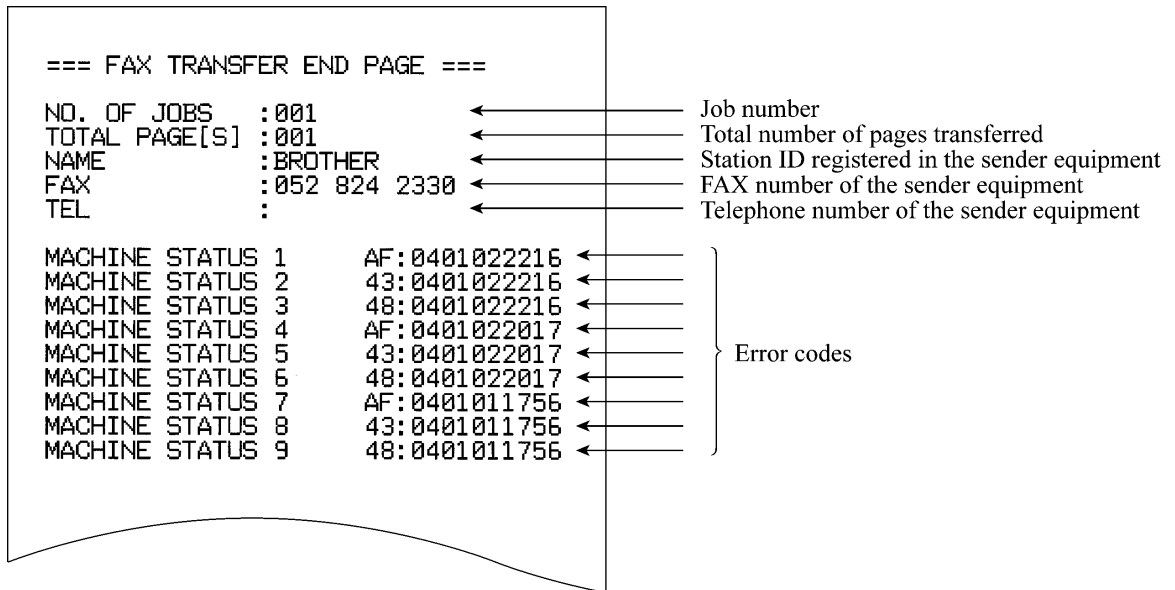 === FAX TRANSFER END PAGE ===
NO. OF JOBS :001 Job number
TOTAL PAGE[S] :001 Total number of pages transferred
NAME :BROTHER Station ID registered in the sender equipment
FAX :052 824 2330 FAX number of the sender equipment
TEL : Telephone number of the sender equipment
MACHINE STATUS 1 AF:0401022216
MACHINE STATUS 2 43:0401022216
MACHINE STATUS 3 48:0401022216
MACHINE STATUS 4 AF:0401022017
MACHINE STATUS 5 43:0401022017 Error codes
MACHINE STATUS 6 48:0401022017
MACHINE STATUS 7 AF:0401011756
MACHINE STATUS 8 43:0401011756
MACHINE STATUS 9 48:0401011756